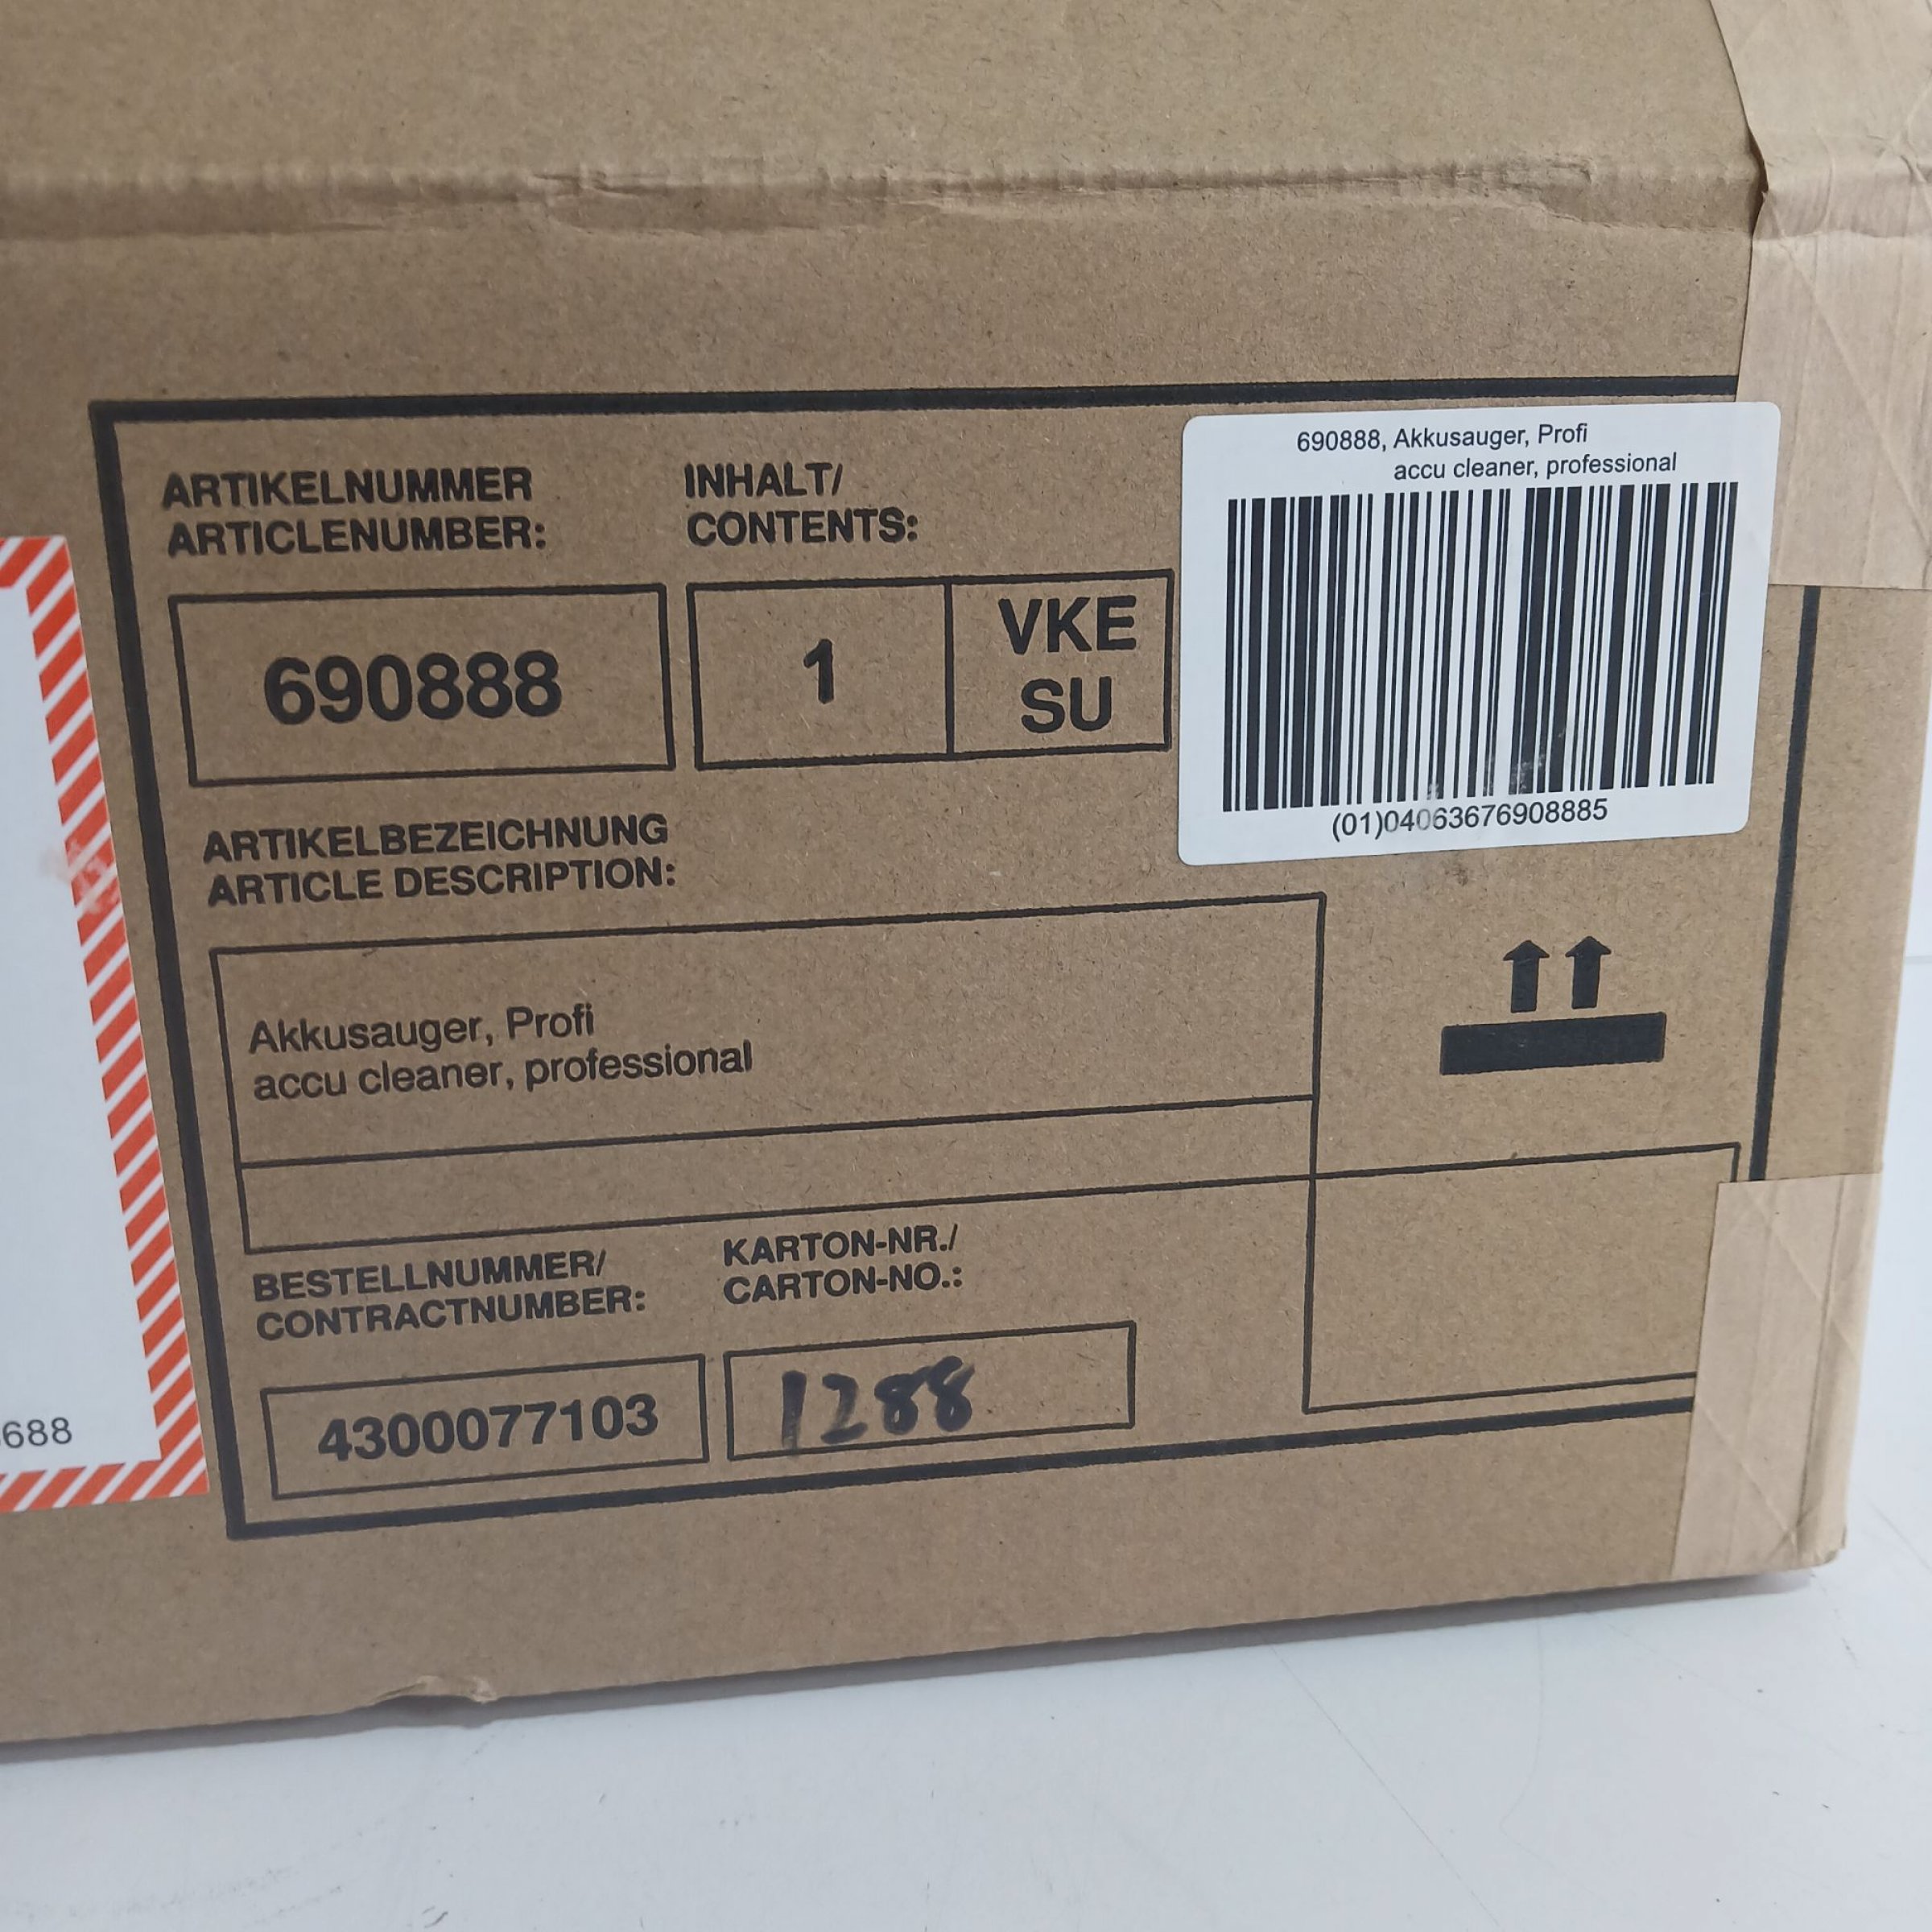 ARTIKELNUMMER
ARTICLENUMBER:
690888
INHALT/
CONTENTS:
1
VKE
SU
690888, Akkusauger, Profi
accu cleaner, professional
(01)04063676908885
ARTIKELBEZEICHNUNG
ARTICLE DESCRIPTION:
Akkusauger, Profi
accu cleaner, professional
BESTELLNUMMER/
CONTRACTNUMBER:
4300077103
KARTON-NR./
CARTON-NO.:
1288
688